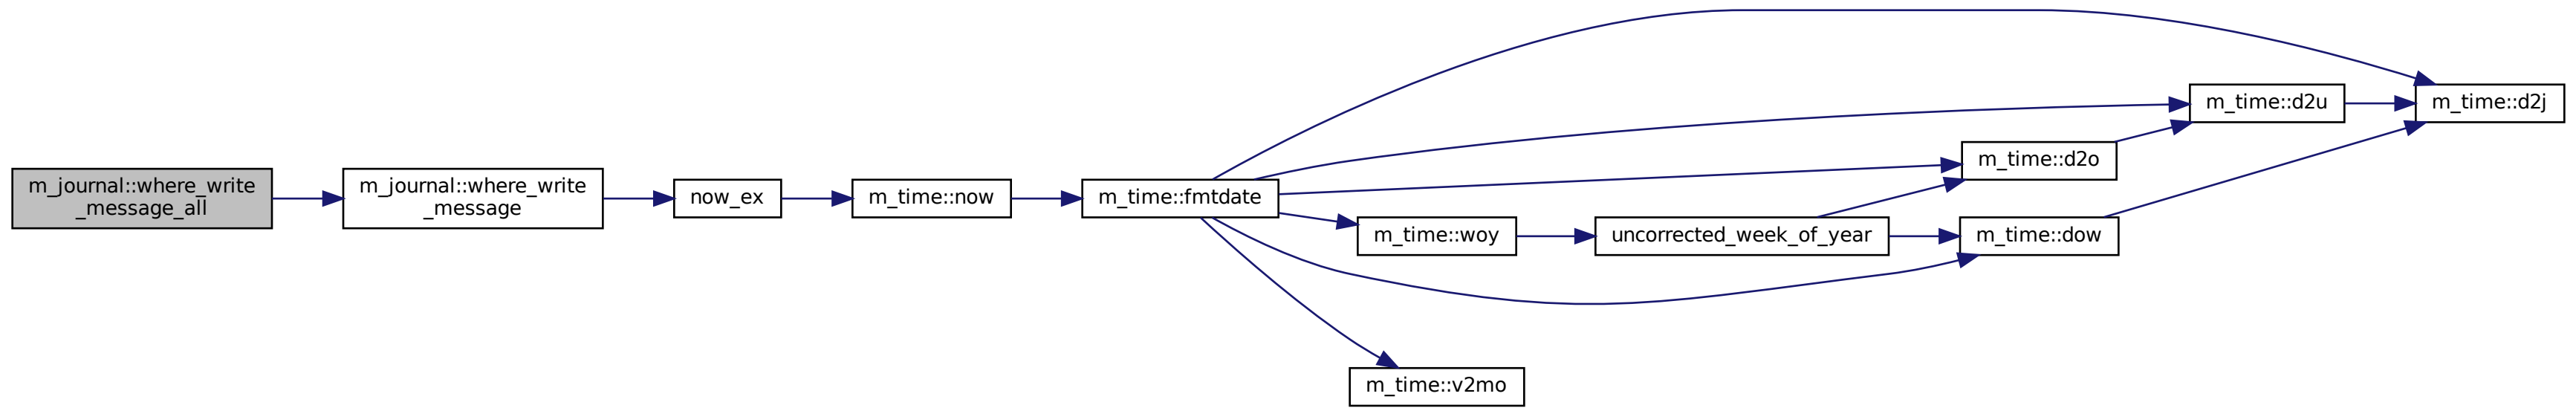 m_journal::where_write
_message_all
m_journal::where_write
_message
now_ex
m_time::now
m_time::fmtdate
m_time::woy
uncorrected_week_of_year
m_time::d2o
m_time::dow
m_time::d2u
m_time::d2j
m_time::v2mo